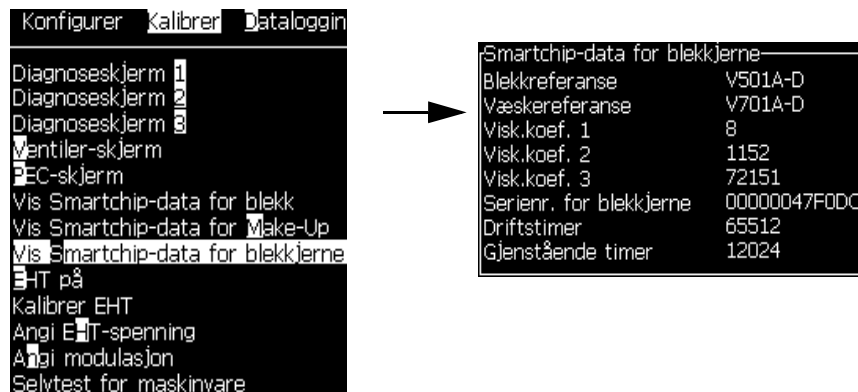 Konfigurer Kalibrer Dataloggin
Diagnoseskjerm 1
Diagnoseskjerm 2
Diagnoseskjerm 3
Ventiler-skjerm
PEC-skjerm
Vis Smartchip-data for blekk
Vis Smartchip-data for Make-Up
Vis Smartchip-data for blekkjerne
EHT på
Kalibrer EHT
Angi EHT-spenning
Angi modulasjon
Selvtest for maskinvare
Smartchip-data for blekkjerne
Blekkreferanse V501A-D
Væskereferanse V701A-D
Visk.koef. 1 8
Visk.koef. 2 1152
Visk.koef. 3 72151
Serienr. for blekkjerne 00000047F0DC
Driftstimer 65512
Gjenstående timer 12024